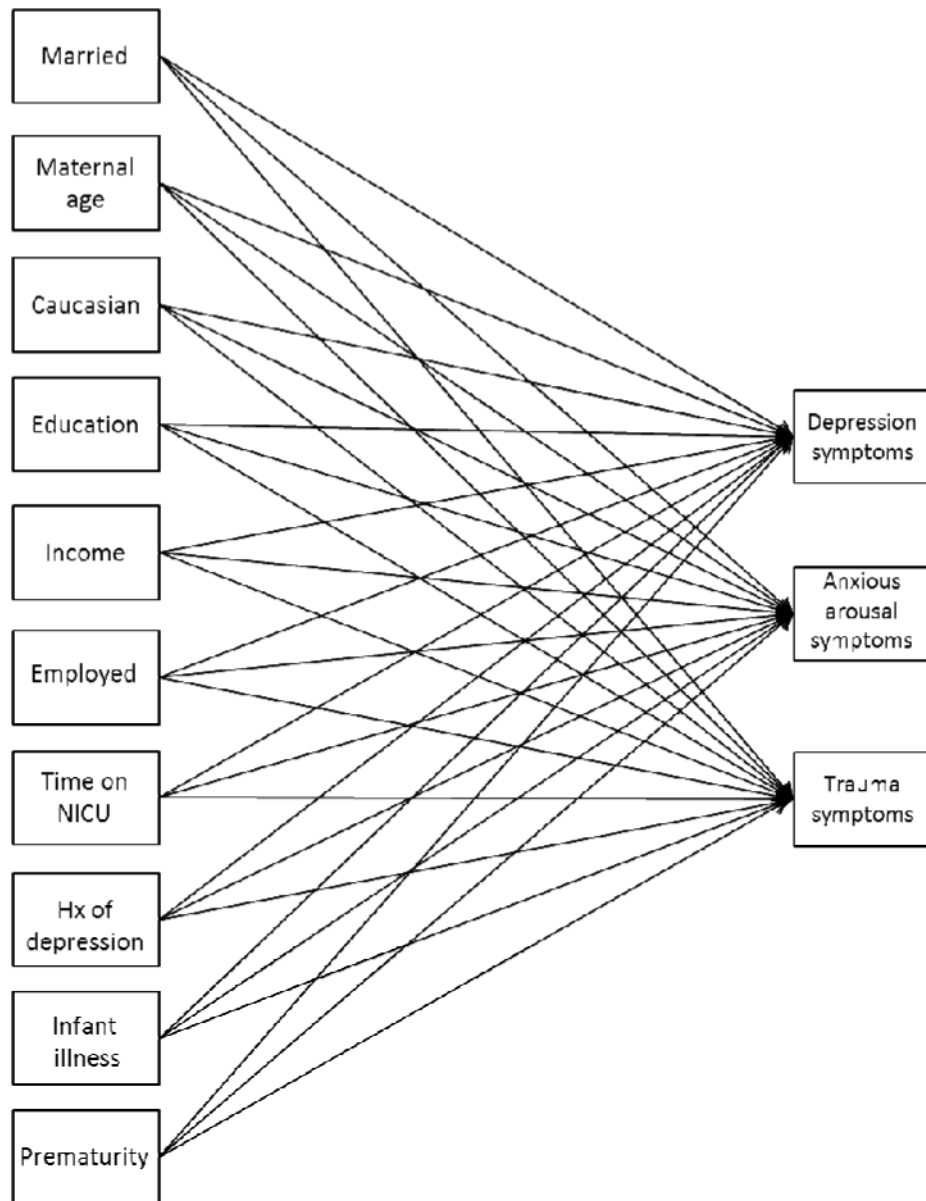 Married
Maternal
age
Caucasian
Education
Income
Employed
Time on
NICU
Hx of
depression
Infant
illness
Prematurity
Depression
symptoms
Anxious
arousal
symptoms
Trauma
symptoms